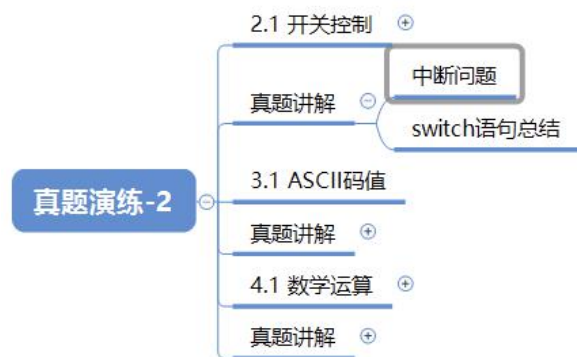 真题演练-2
2.1 开关控制
真题讲解
中断问题
switch语句总结
3.1 ASCII码值
真题讲解
4.1 数学运算
真题讲解